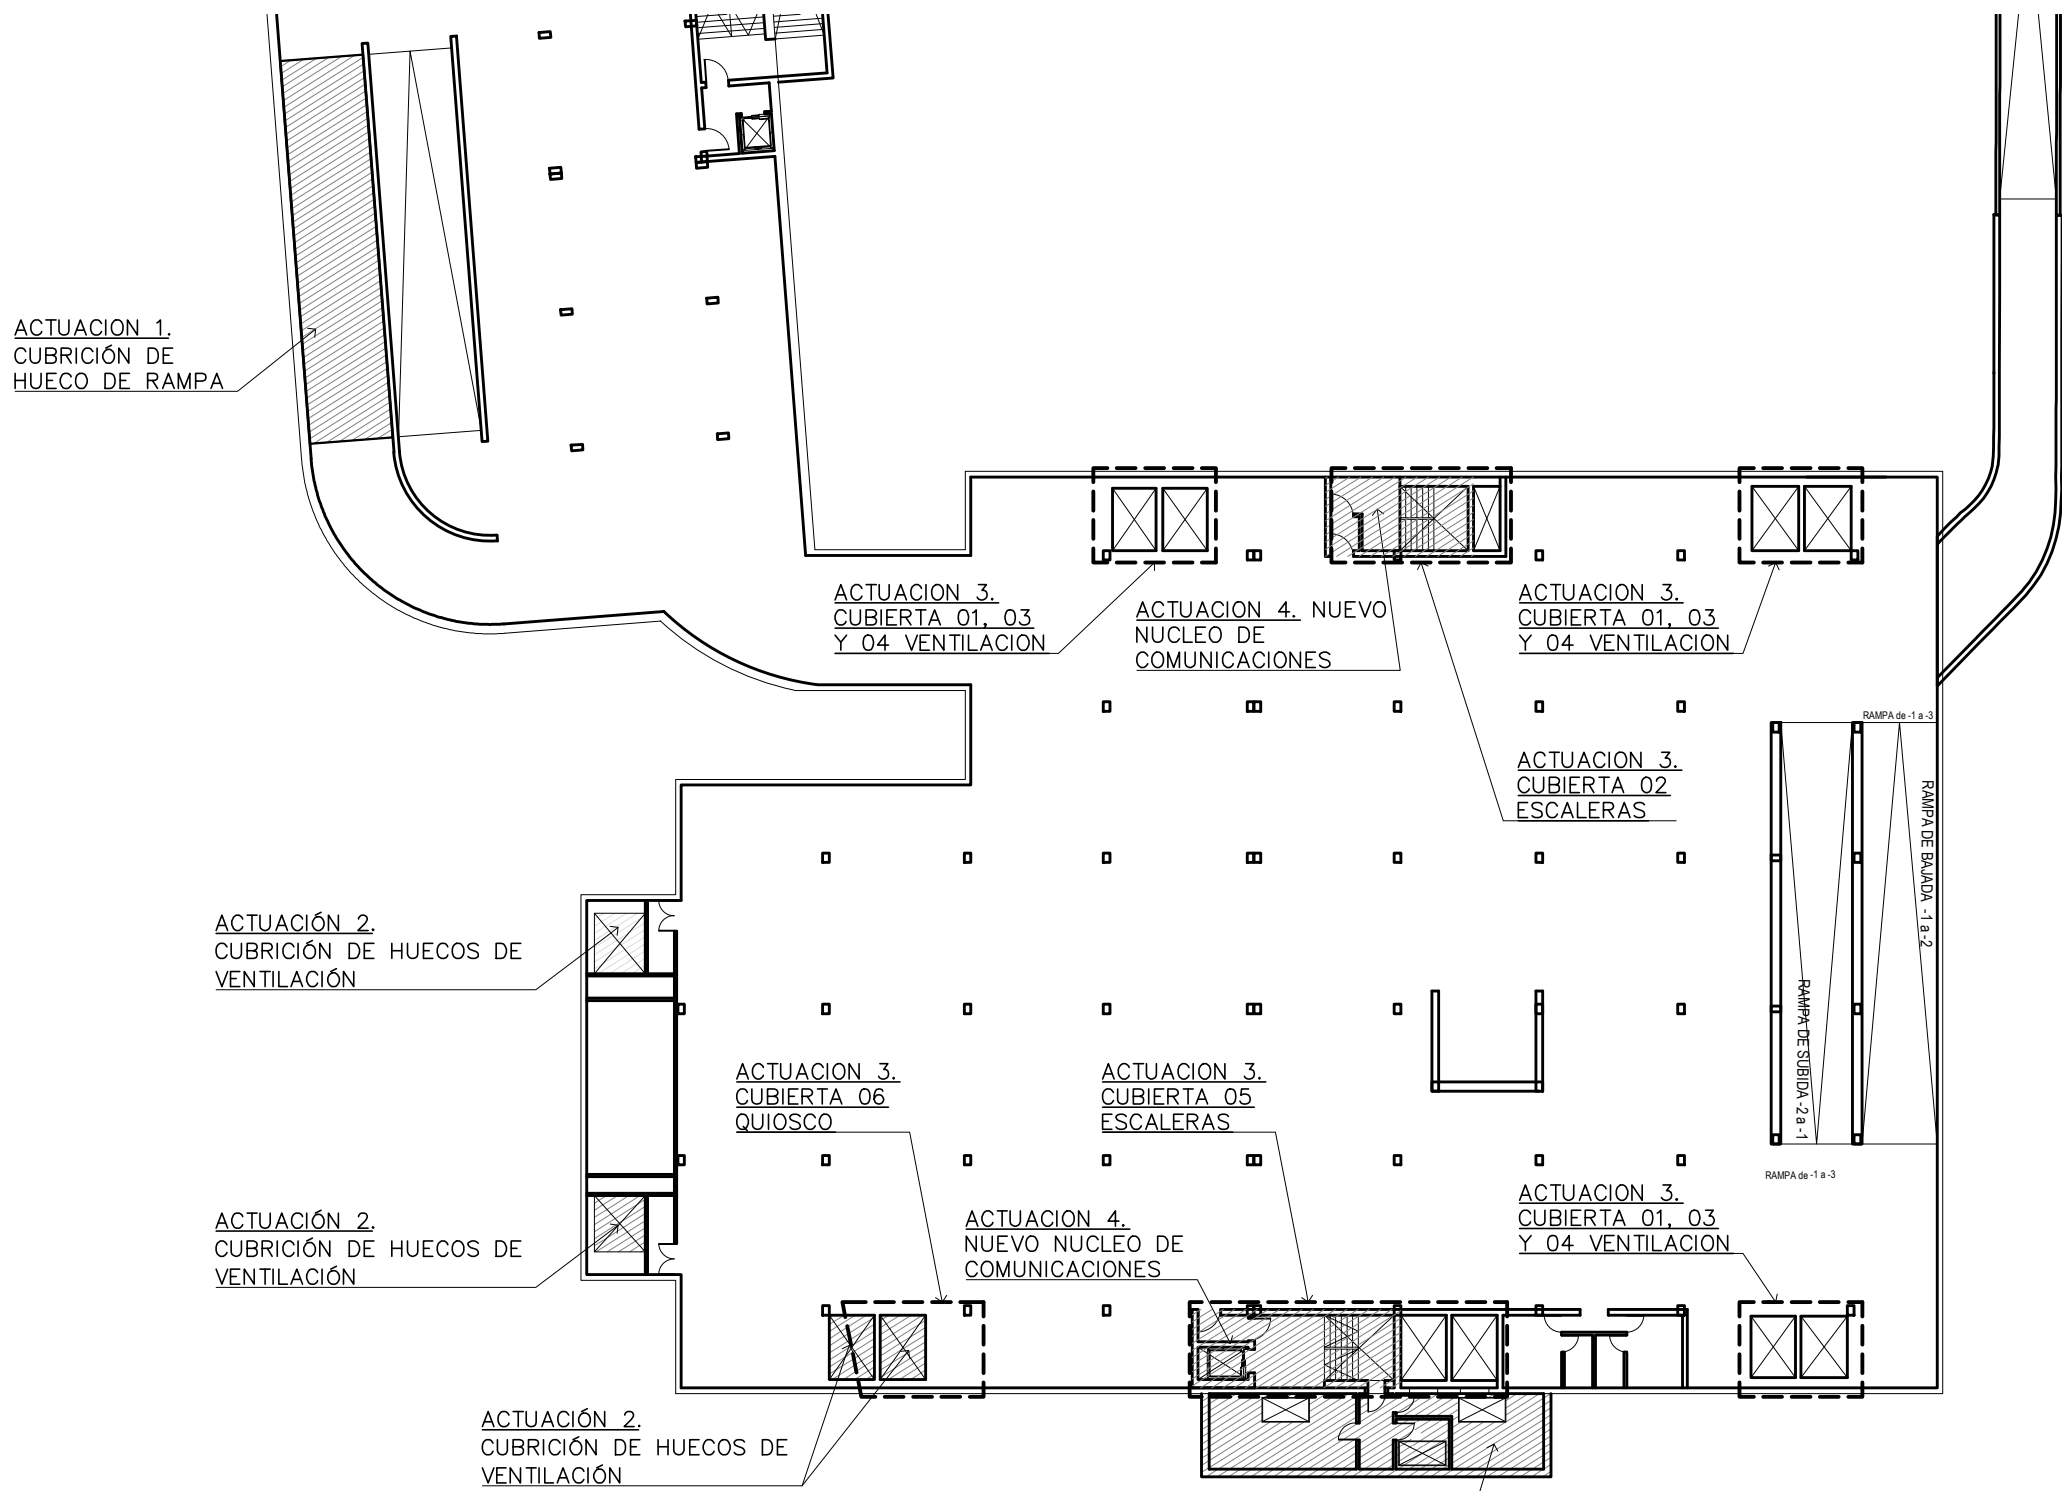 ACTUACION 1.
CUBRICIÓN DE
HUECO DE RAMPA
ACTUACION 3.
CUBIERTA 01, 03
Y 04 VENTILACION
ACTUACION 4. NUEVO
NUCLEO DE
COMUNICACIONES
ACTUACION 3.
CUBIERTA 01, 03
Y 04 VENTILACION
RAMPA de -1 a -3
ACTUACION 3.
CUBIERTA 02
ESCALERAS
RAMPA DE BAJADA -1 a -2
ACTUACIÓN 2.
CUBRICIÓN DE HUECOS DE
VENTILACIÓN
RAMPA DE SUBIDA -2 a -1
ACTUACION 3.
CUBIERTA 06
QUIOSCO
ACTUACION 3.
CUBIERTA 05
ESCALERAS
RAMPA de -1 a -3
ACTUACION 3.
CUBIERTA 01, 03
Y 04 VENTILACION
ACTUACIÓN 2.
CUBRICIÓN DE HUECOS DE
VENTILACIÓN
ACTUACION 4.
NUEVO NUCLEO DE
COMUNICACIONES
ACTUACIÓN 2.
CUBRICIÓN DE HUECOS DE
VENTILACIÓN